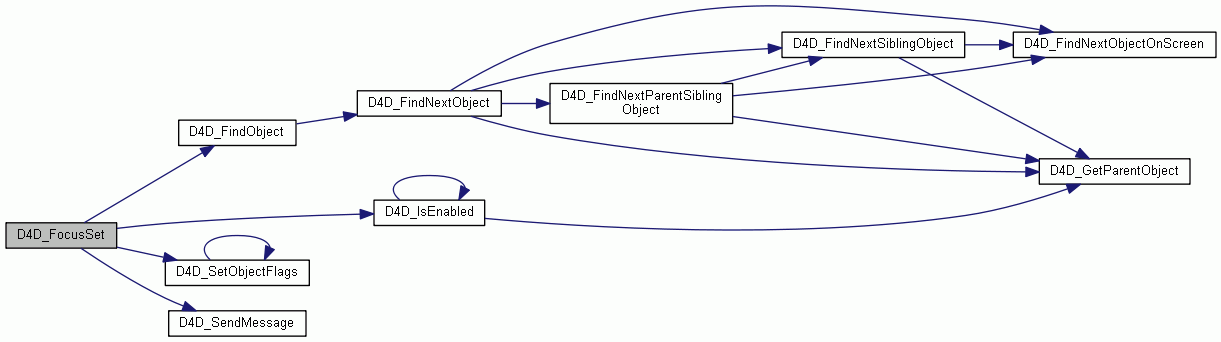 D4D_FindNextSiblingObject
D4D_FindNextObjectOnScreen
D4D_FindNextObject
D4D_FindNextParentSibling
Object
D4D_FindObject
D4D_GetParentObject
D4D_IsEnabled
D4D_FocusSet
D4D_SetObjectFlags
D4D_SendMessage